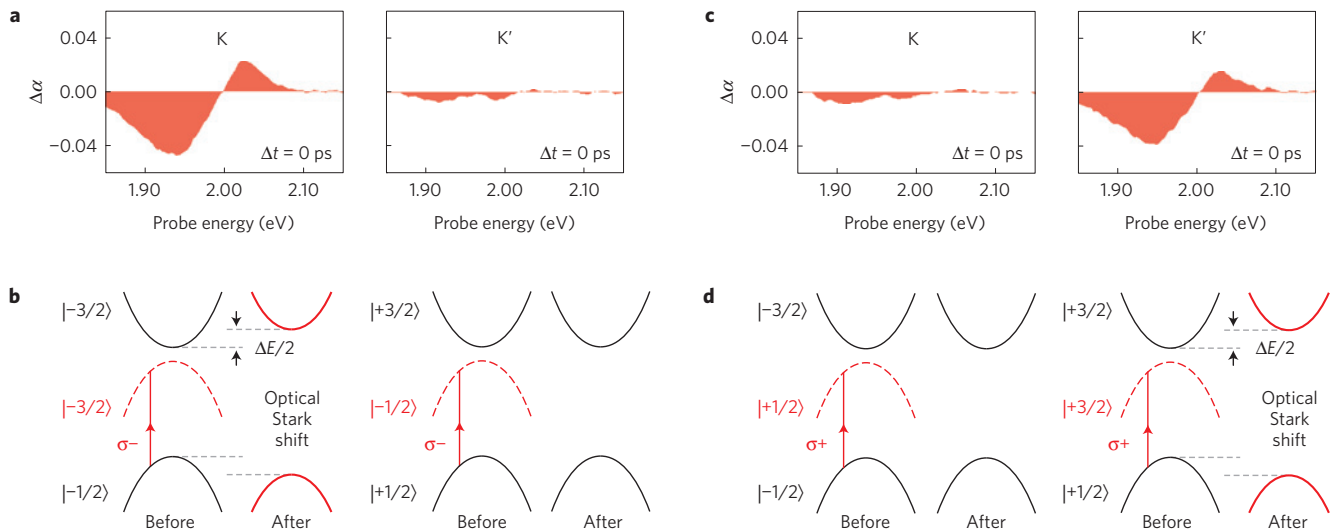 a
K
K′
0.04
0.00
−0.04
Δα
Δt = 0 ps
Δt = 0 ps
1.90 2.00 2.10
1.90 2.00 2.10
Probe energy (eV)
Probe energy (eV)
c
K
K′
0.04
0.00
−0.04
Δα
Δt = 0 ps
Δt = 0 ps
1.90 2.00 2.10
1.90 2.00 2.10
Probe energy (eV)
Probe energy (eV)
b
|−3/2⟩
ΔE/2
|−3/2⟩
Optical
Stark
shift
σ−
|−1/2⟩
Before After
|+3/2⟩
|−1/2⟩
σ−
|+1/2⟩
Before After
d
|−3/2⟩
|+1/2⟩
σ+
|−1/2⟩
Before After
|+3/2⟩
ΔE/2
|+3/2⟩
Optical
Stark
shift
σ+
|+1/2⟩
Before After